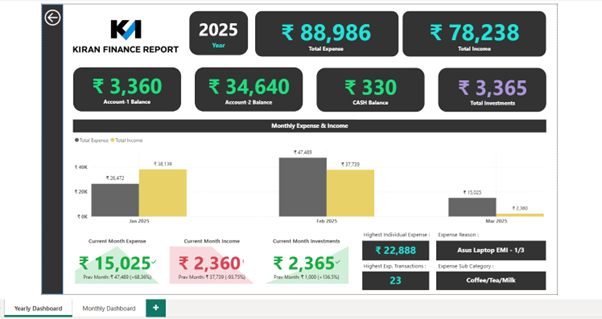 KIRAN FINANCE REPORT
2025
Year
₹ 88,986
Total Expense
₹ 78,238
Total Income
₹ 3,360
Account-1 Balance
₹ 34,640
Account-2 Balance
₹ 330
CASH Balance
₹ 3,365
Total Investments
Monthly Expense & Income
Total Expense Total Income
₹ 40K
₹ 20K
₹ 0K
₹ 26,472
₹ 38,139
₹ 47,489
₹ 37,739
₹ 15,025
₹ 2,360
Jan 2025
Feb 2025
Mar 2025
Current Month Expense
₹ 15,025
Prev Month: ₹ 47,489 (+68.36%)
Current Month Income
₹ 2,360
Prev Month: ₹ 37,739 (-93.75%)
Current Month Investments
₹ 2,365
Prev Month: ₹ 1,000 (+136.5%)
Highest Individual Expense :
₹ 22,888
Expense Reason :
Asus Laptop EMI - 1/3
Highest Exp. Transactions :
23
Expense Sub Category :
Coffee/Tea/Milk
Yearly Dashboard
Monthly Dashboard
+